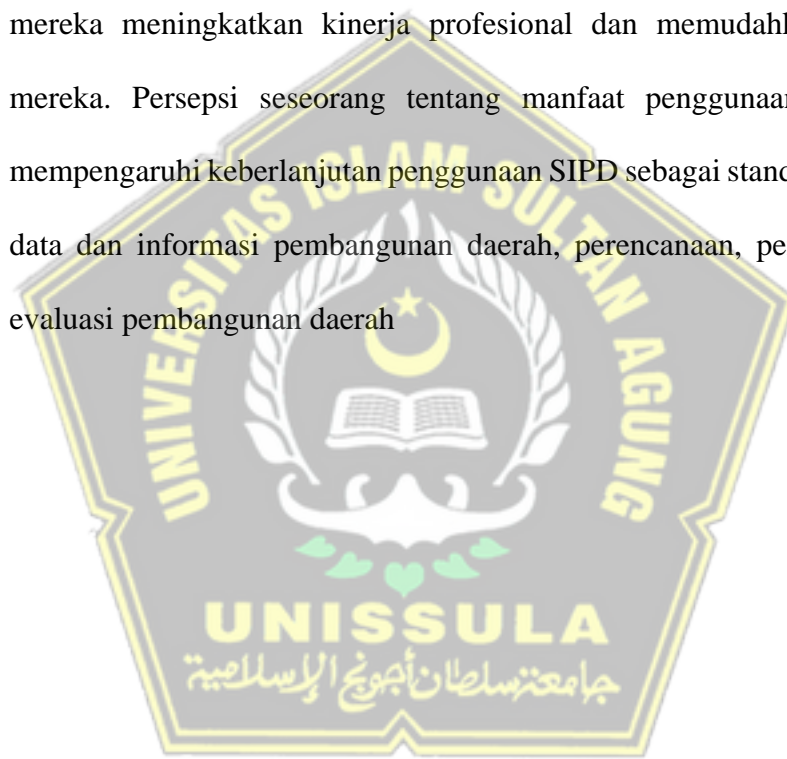 mereka meningkatkan kinerja profesional dan memudahl
mereka. Persepsi seseorang tentang manfaat penggunaan
mempengaruhi keberlanjutan penggunaan SIPD sebagai stand
data dan informasi pembangunan daerah, perencanaan, pe
evaluasi pembangunan daerah
UNIVERSITAS ISLAM SULTAN AGUNG
UNISSULA
جامعة سلطان أجونج الإسلامية